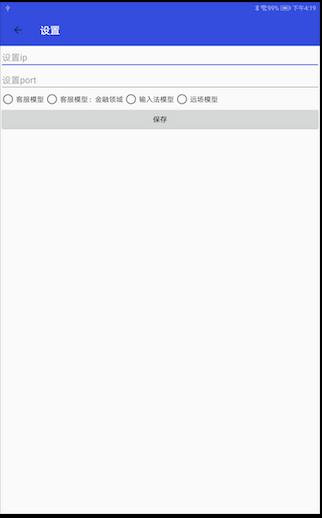 99% 下午4:19
设置
设置ip
设置port
客服模型 客服模型：金融领域 输入法模型 远场模型
保存